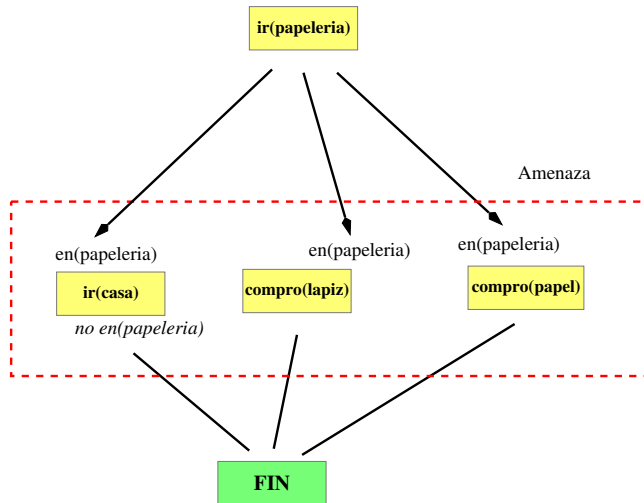 ir(papeleria)
Amenaza
en(papeleria)
en(papeleria)
en(papeleria)
ir(casa)
compro(lapiz)
compro(papel)
no en(papeleria)
FIN